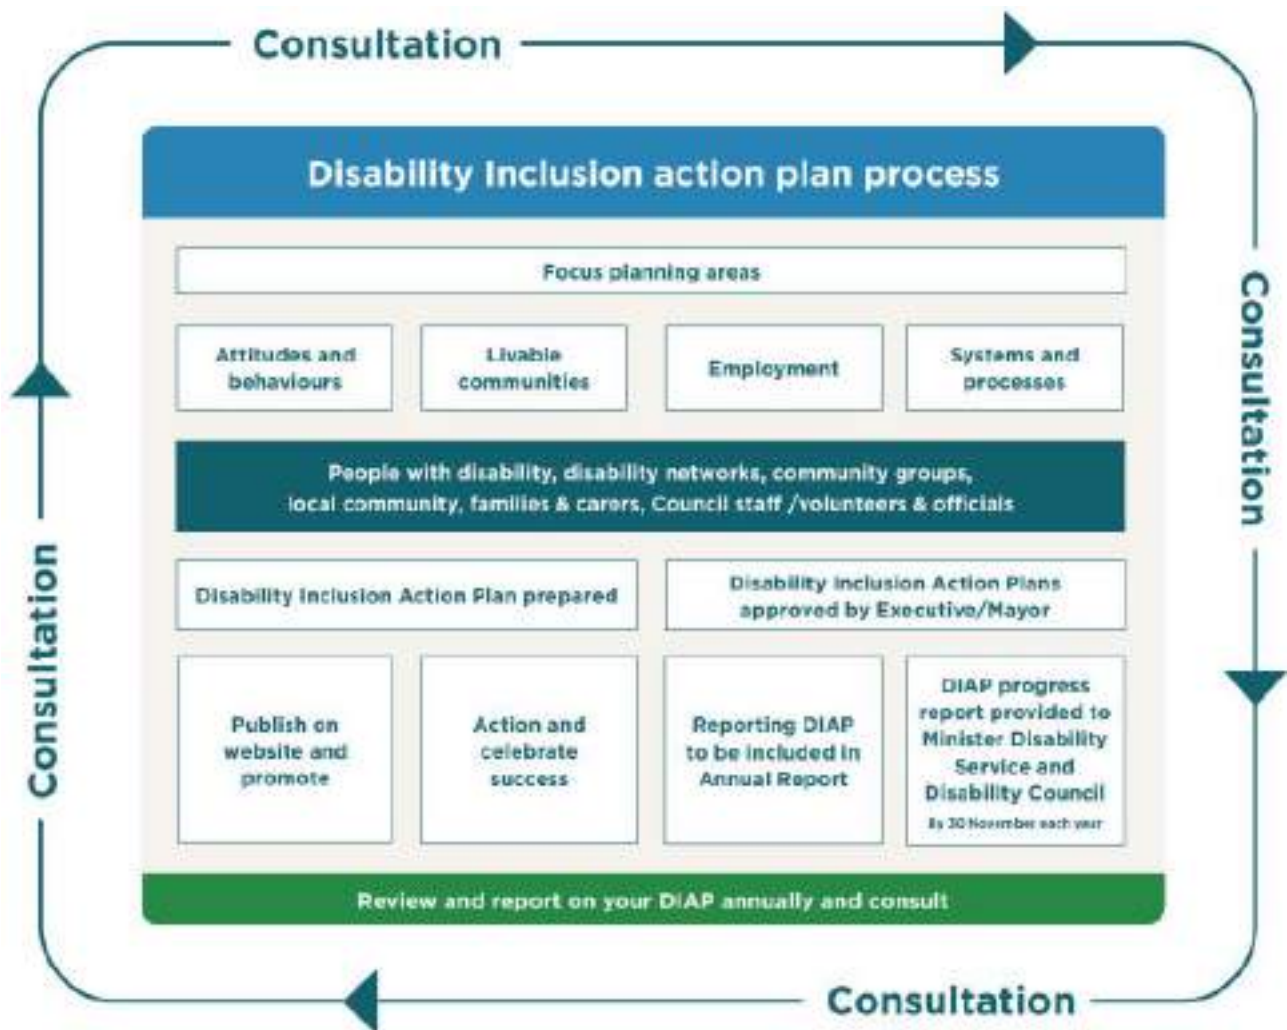 Consultation
Disability Inclusion action plan process
Focus planning areas
Attitudes and
behaviours
Livable
communities
Employment
Systems and
processes
People with disability, disability networks, community groups,
local community, families & carers, Council staff /volunteers & officials
Disability Inclusion Action Plan prepared
Disability Inclusion Action Plans
approved by Executive/Mayor
Publish on
website and
promote
Action and
celebrate
success
Reporting DIAP
to be included in
Annual Report
DIAP progress
report provided to
Minister Disability
Service and
Disability Council
By 30 November each year
Review and report on your DIAP annually and consult
Consultation
Consultation
Consultation